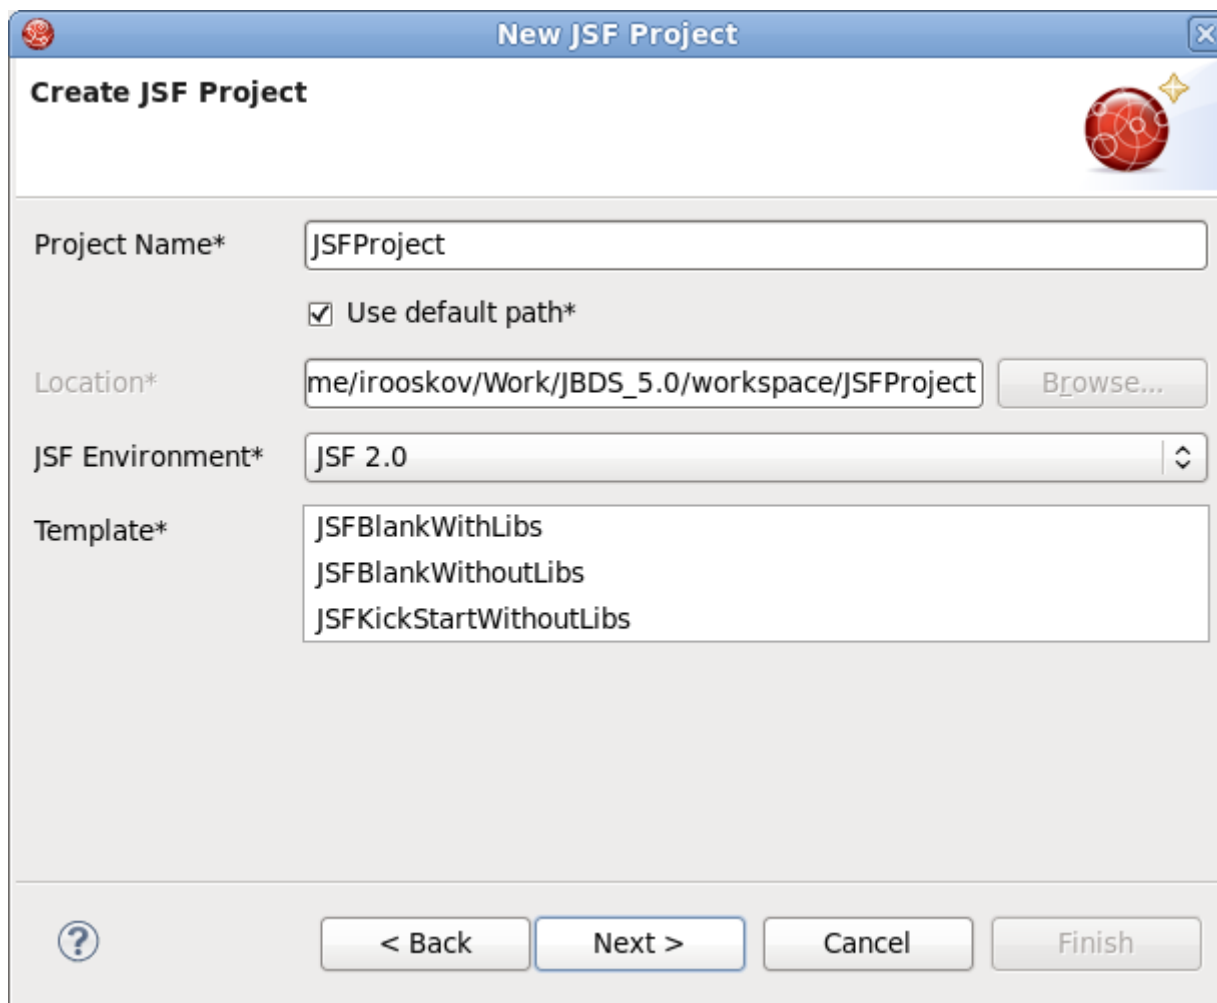 New JSF Project
Create JSF Project
Project Name* JSFProject
Use default path*
Location* me/irooskov/Work/JBDS_5.0/workspace/JSFProject Browse...
JSF Environment* JSF 2.0
Template* JSFBlankWithLibs
JSFBlankWithoutLibs
JSFKickStartWithoutLibs
? < Back Next > Cancel Finish